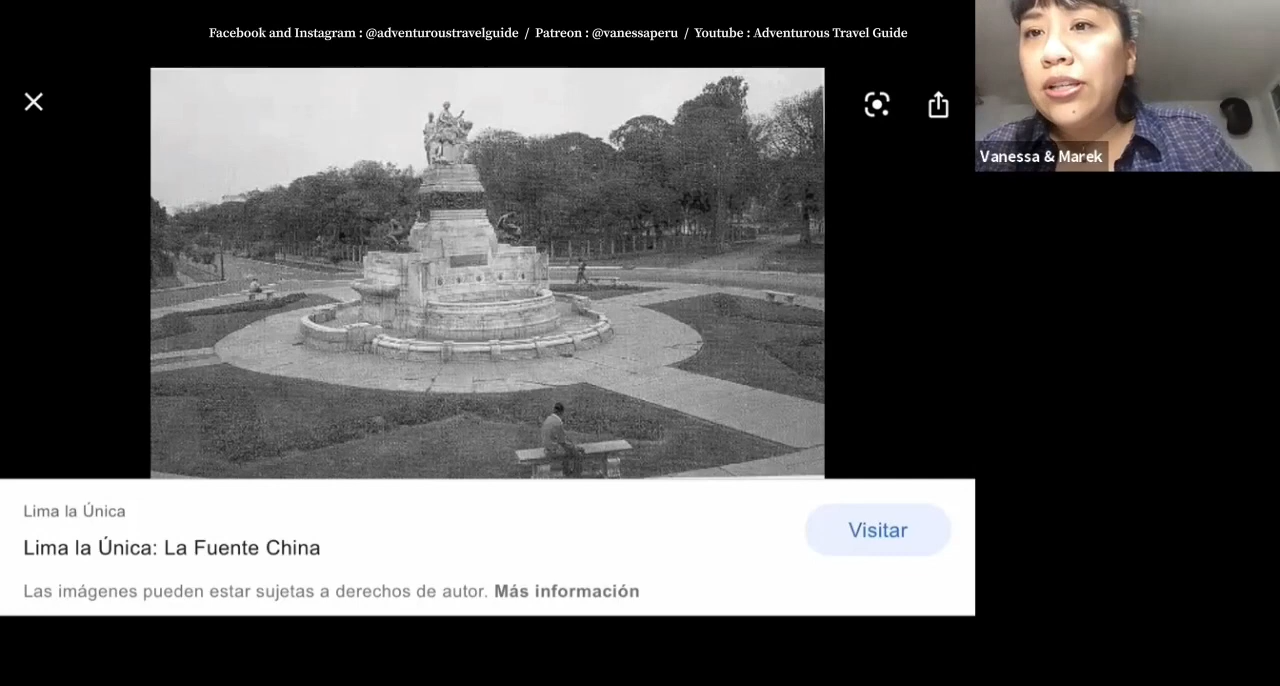 Facebook and Instagram : @adventuroustravelguide / Patreon : @vanessaperu / Youtube : Adventurous Travel Guide
Vanessa & Marek
Lima la Única
Lima la Única: La Fuente China
Visitar
Las imágenes pueden estar sujetas a derechos de autor. Más información